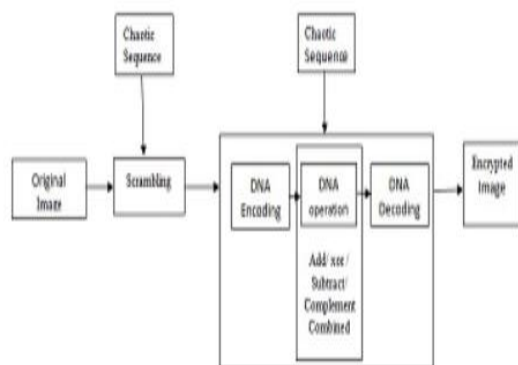 Chaotic
Sequence
Chaotic
Sequence
Original
Image
Scrambling
DNA
Encoding
DNA
operation
DNA
Decoding
Encrypted
Image
Add/ xor /
Subtract/
Complement
Combined